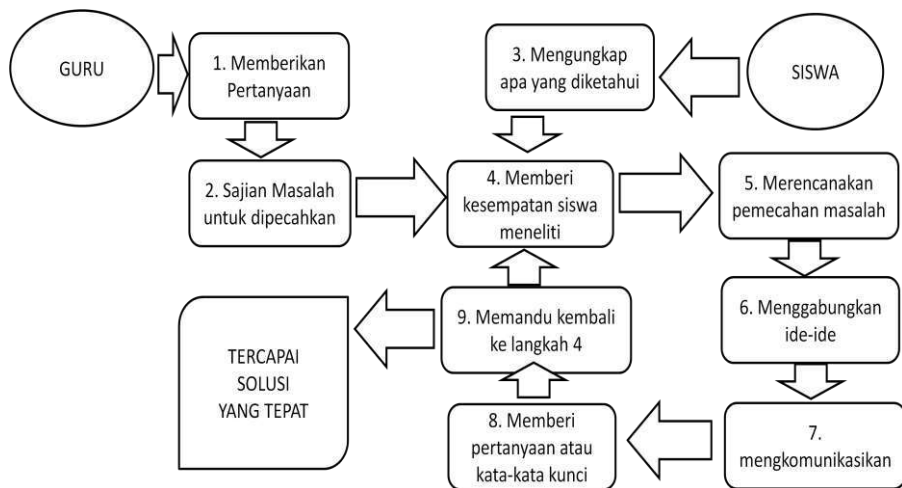 GURU
1. Memberikan
Pertanyaan
3. Mengungkap
apa yang diketahui
SISWA
2. Sajian Masalah
untuk dipecahkan
4. Memberi
kesempatan siswa
meneliti
5. Merencanakan
pemecahan masalah
6. Menggabungkan
ide-ide
9. Memandu kembali
ke langkah 4
TERCAPAI
SOLUSI
YANG TEPAT
8. Memberi
pertanyaan atau
kata-kata kunci
7.
mengkomunikasikan